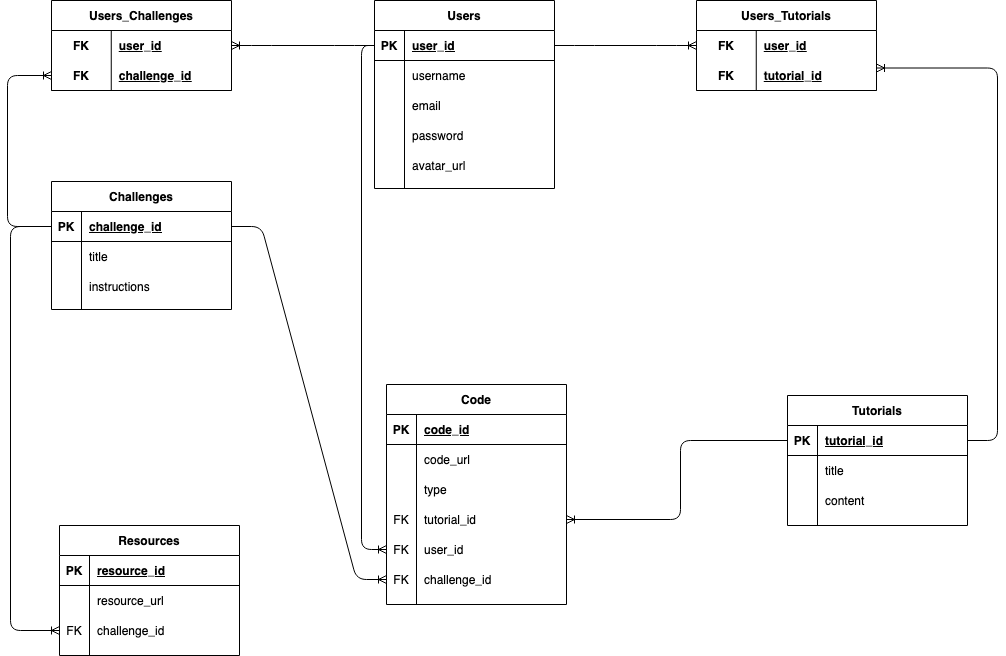 Users_Challenges
FK user_id
FK challenge_id
Users
PK user_id
username
email
password
avatar_url
Users_Tutorials
FK user_id
FK tutorial_id
Challenges
PK challenge_id
title
instructions
Code
PK code_id
code_url
type
FK tutorial_id
FK user_id
FK challenge_id
Tutorials
PK tutorial_id
title
content
Resources
PK resource_id
resource_url
FK challenge_id